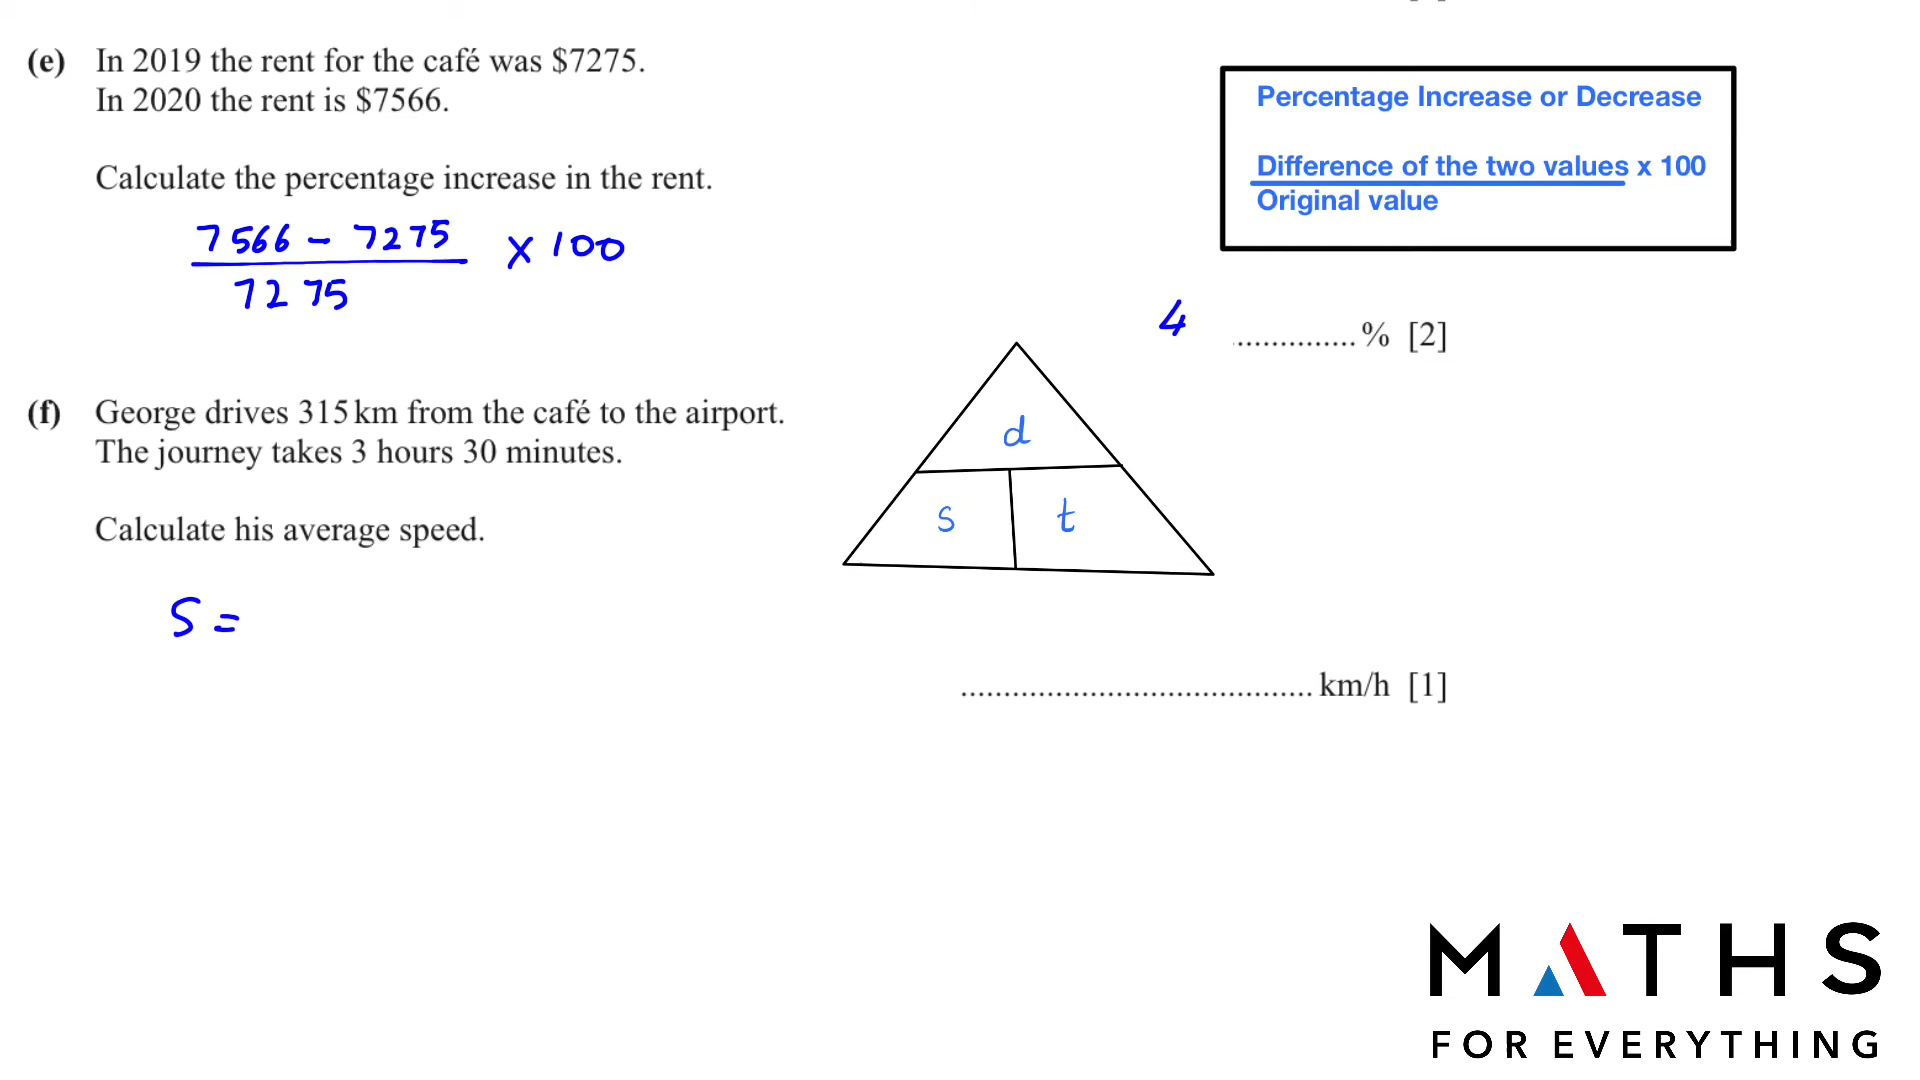 (e) In 2019 the rent for the café was $7275.
In 2020 the rent is $7566.
Calculate the percentage increase in the rent.
7566 - 7275
7275
x 100
Percentage Increase or Decrease
Difference of the two values x 100
Original value
4 .............. % [2]
(f) George drives 315 km from the café to the airport.
The journey takes 3 hours 30 minutes.
Calculate his average speed.
d
s t
S =
......................................... km/h [1]
MATHS
FOR EVERYTHING